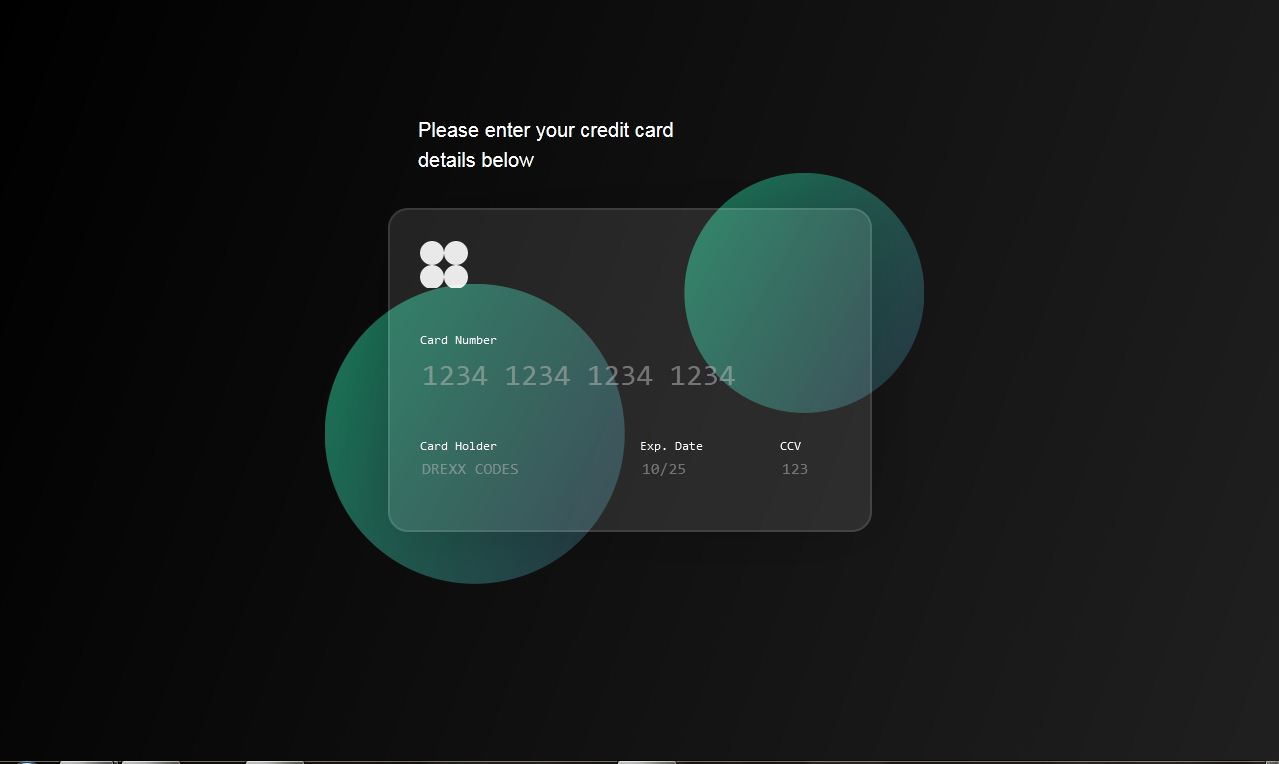 Please enter your credit card
details below
Card Number
1234 1234 1234 1234
Card Holder Exp. Date CCV
DREXX CODES 10/25 123